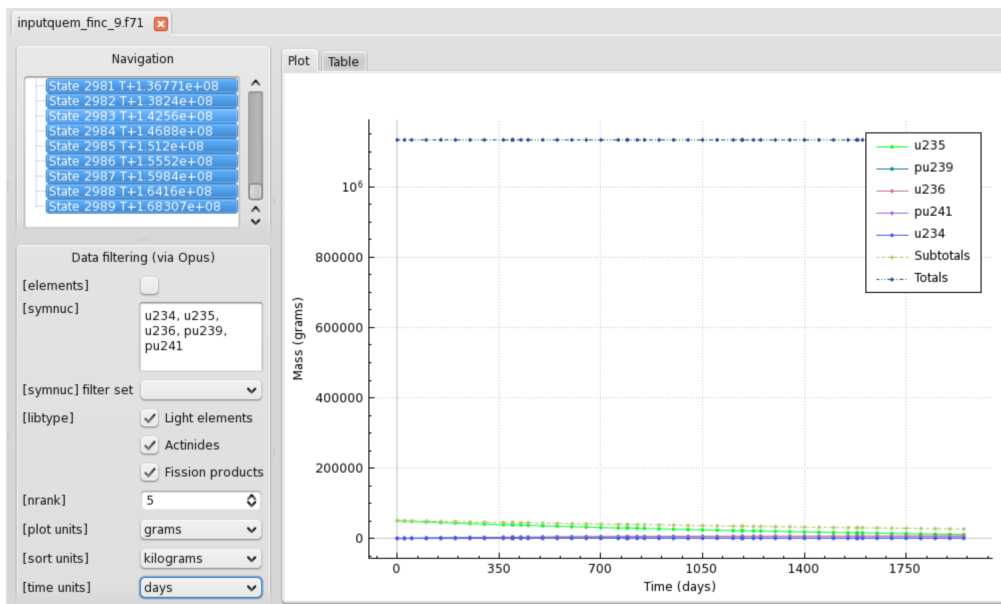 inputquem_finc_9.f71
Navigation
State 2981 T+1.36771e+08
State 2982 T+1.3824e+08
State 2983 T+1.4256e+08
State 2984 T+1.4688e+08
State 2985 T+1.512e+08
State 2986 T+1.5552e+08
State 2987 T+1.5984e+08
State 2988 T+1.6416e+08
State 2989 T+1.68307e+08
Data filtering (via Opus)
[elements]
[symnuc]
u234, u235,
u236, pu239,
pu241
[symnuc] filter set
[libtype]
Light elements
Actinides
Fission products
[nrank]
5
[plot units]
grams
[sort units]
kilograms
[time units]
days
Plot
Table
Mass (grams)
10^6
800000
600000
400000
200000
0
0
350
700
1050
1400
1750
Time (days)
u235
pu239
u236
pu241
u234
Subtotals
Totals